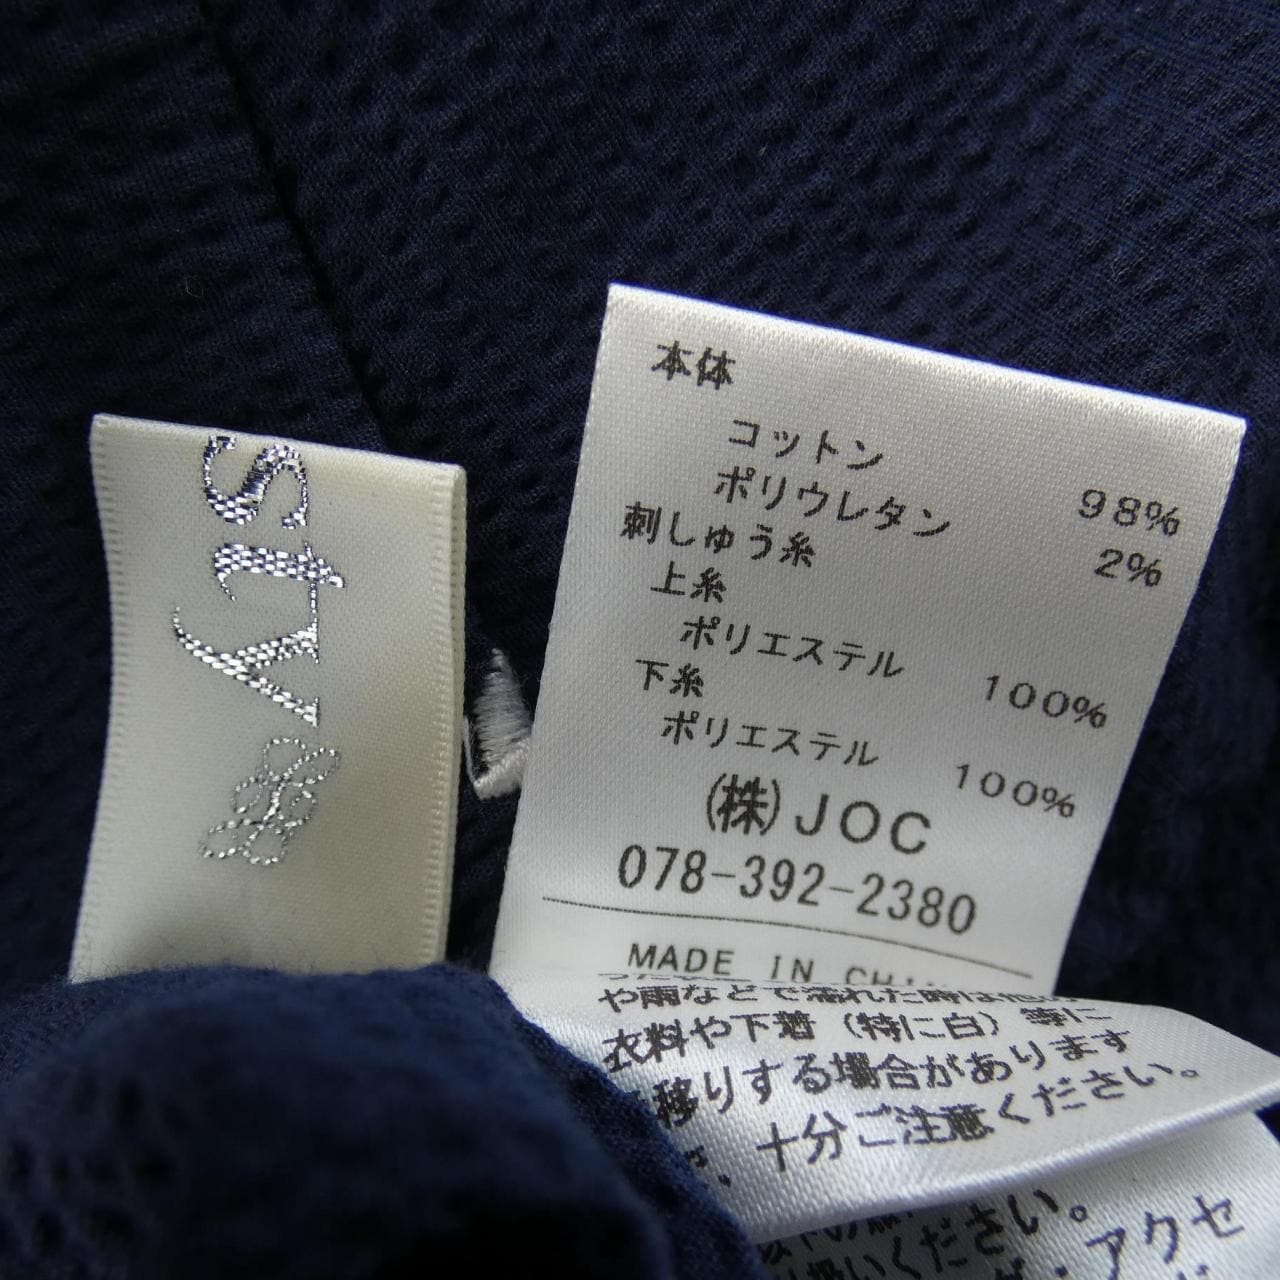 sty
本体
コットン 98%
ポリウレタン 2%
刺しゅう糸
上糸
ポリエステル 100%
下糸
ポリエステル 100%
(株)JOC
078-392-2380
MADE IN
や雨などで濡れた時は他の
衣料や下着(特に白)等に
移りする場合があります
十分ご注意ください。
ください。
アクセ